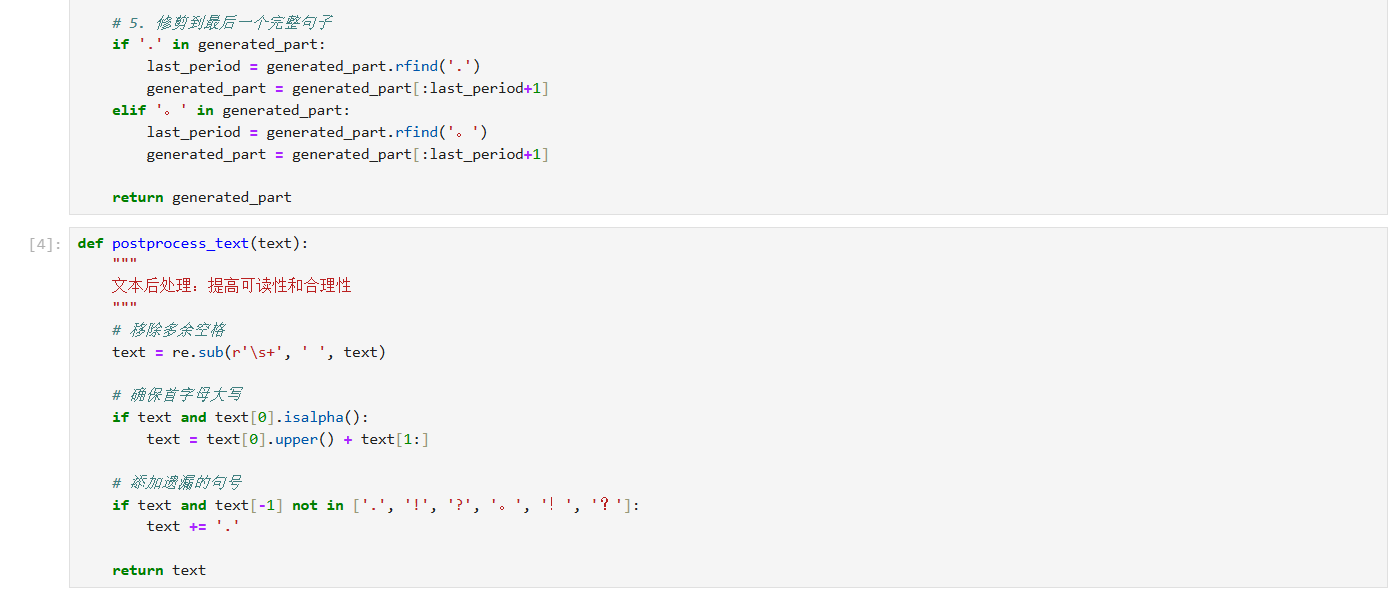 # 5. 修剪到最后一个完整句子
if '.' in generated_part:
    last_period = generated_part.rfind('.')
    generated_part = generated_part[:last_period+1]
elif '。' in generated_part:
    last_period = generated_part.rfind('。')
    generated_part = generated_part[:last_period+1]
return generated_part
[4]: def postprocess_text(text):
    """
    文本后处理：提高可读性和合理性
    """
    # 移除多余空格
    text = re.sub(r'\s+', ' ', text)
    # 确保首字母大写
    if text and text[0].isalpha():
        text = text[0].upper() + text[1:]
    # 添加遗漏的句号
    if text and text[-1] not in ['.', '!', '?', '。', '！', '？']:
        text += '.'
    return text